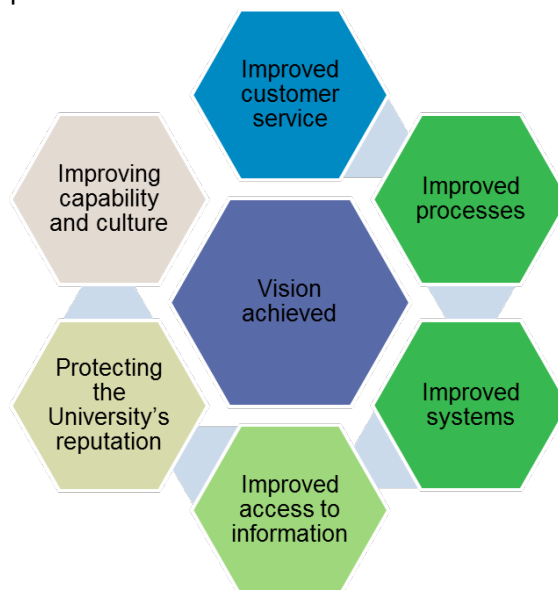 Improved
customer
service
Improved
processes
Improving
capability
and culture
Vision
achieved
Improved
systems
Protecting
the
University's
reputation
Improved
access to
information